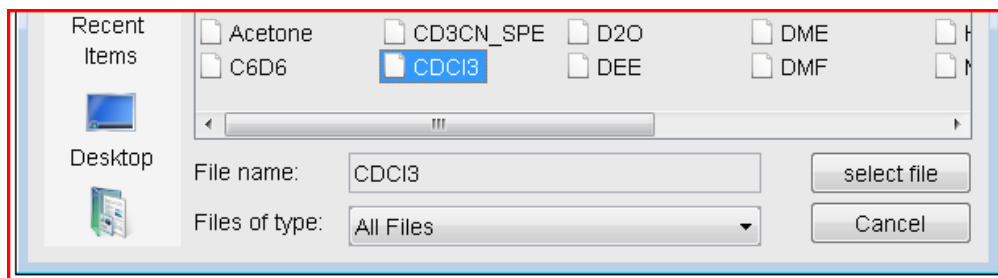 Recent
Items
Desktop
Acetone CD3CN_SPE D2O DME
C6D6 CDCl3 DEE DMF
File name: CDCl3 select file
Files of type: All Files Cancel